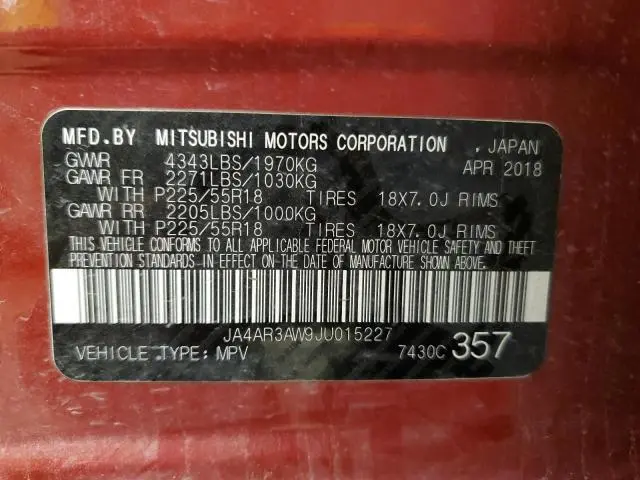 MFD.BY MITSUBISHI MOTORS CORPORATION , JAPAN
GVWR 4343LBS/1970KG APR 2018
GAWR FR 2271LBS/1030KG
WITH P225/55R18 TIRES 18X7.0J RIMS
GAWR RR 2205LBS/1000KG
WITH P225/55R18 TIRES 18X7.0J RIMS
THIS VEHICLE CONFORMS TO ALL APPLICABLE FEDERAL MOTOR VEHICLE SAFETY AND THEFT
PREVENTION STANDARDS IN EFFECT ON THE DATE OF MANUFACTURE SHOWN ABOVE.
JA4AR3AW9JU015227
VEHICLE TYPE: MPV 7430C 357